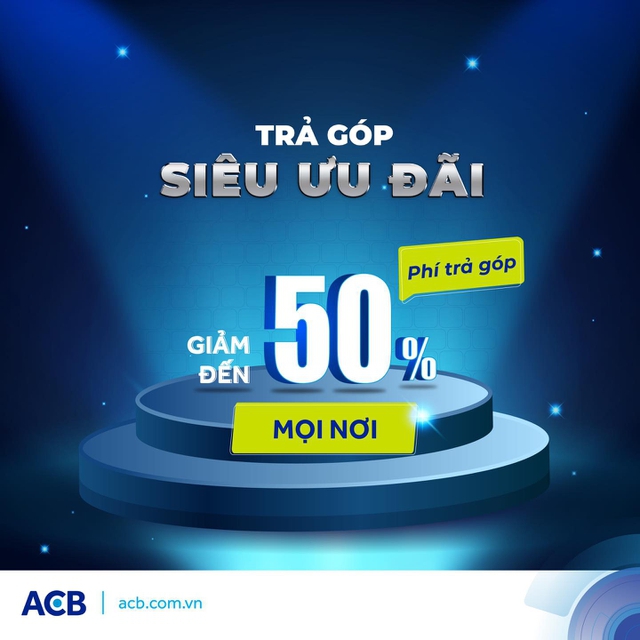 TRẢ GÓP
SIÊU ƯU ĐÃI
Phí trả góp
GIẢM
ĐẾN
50%
MỌI NƠI
ACB | acb.com.vn